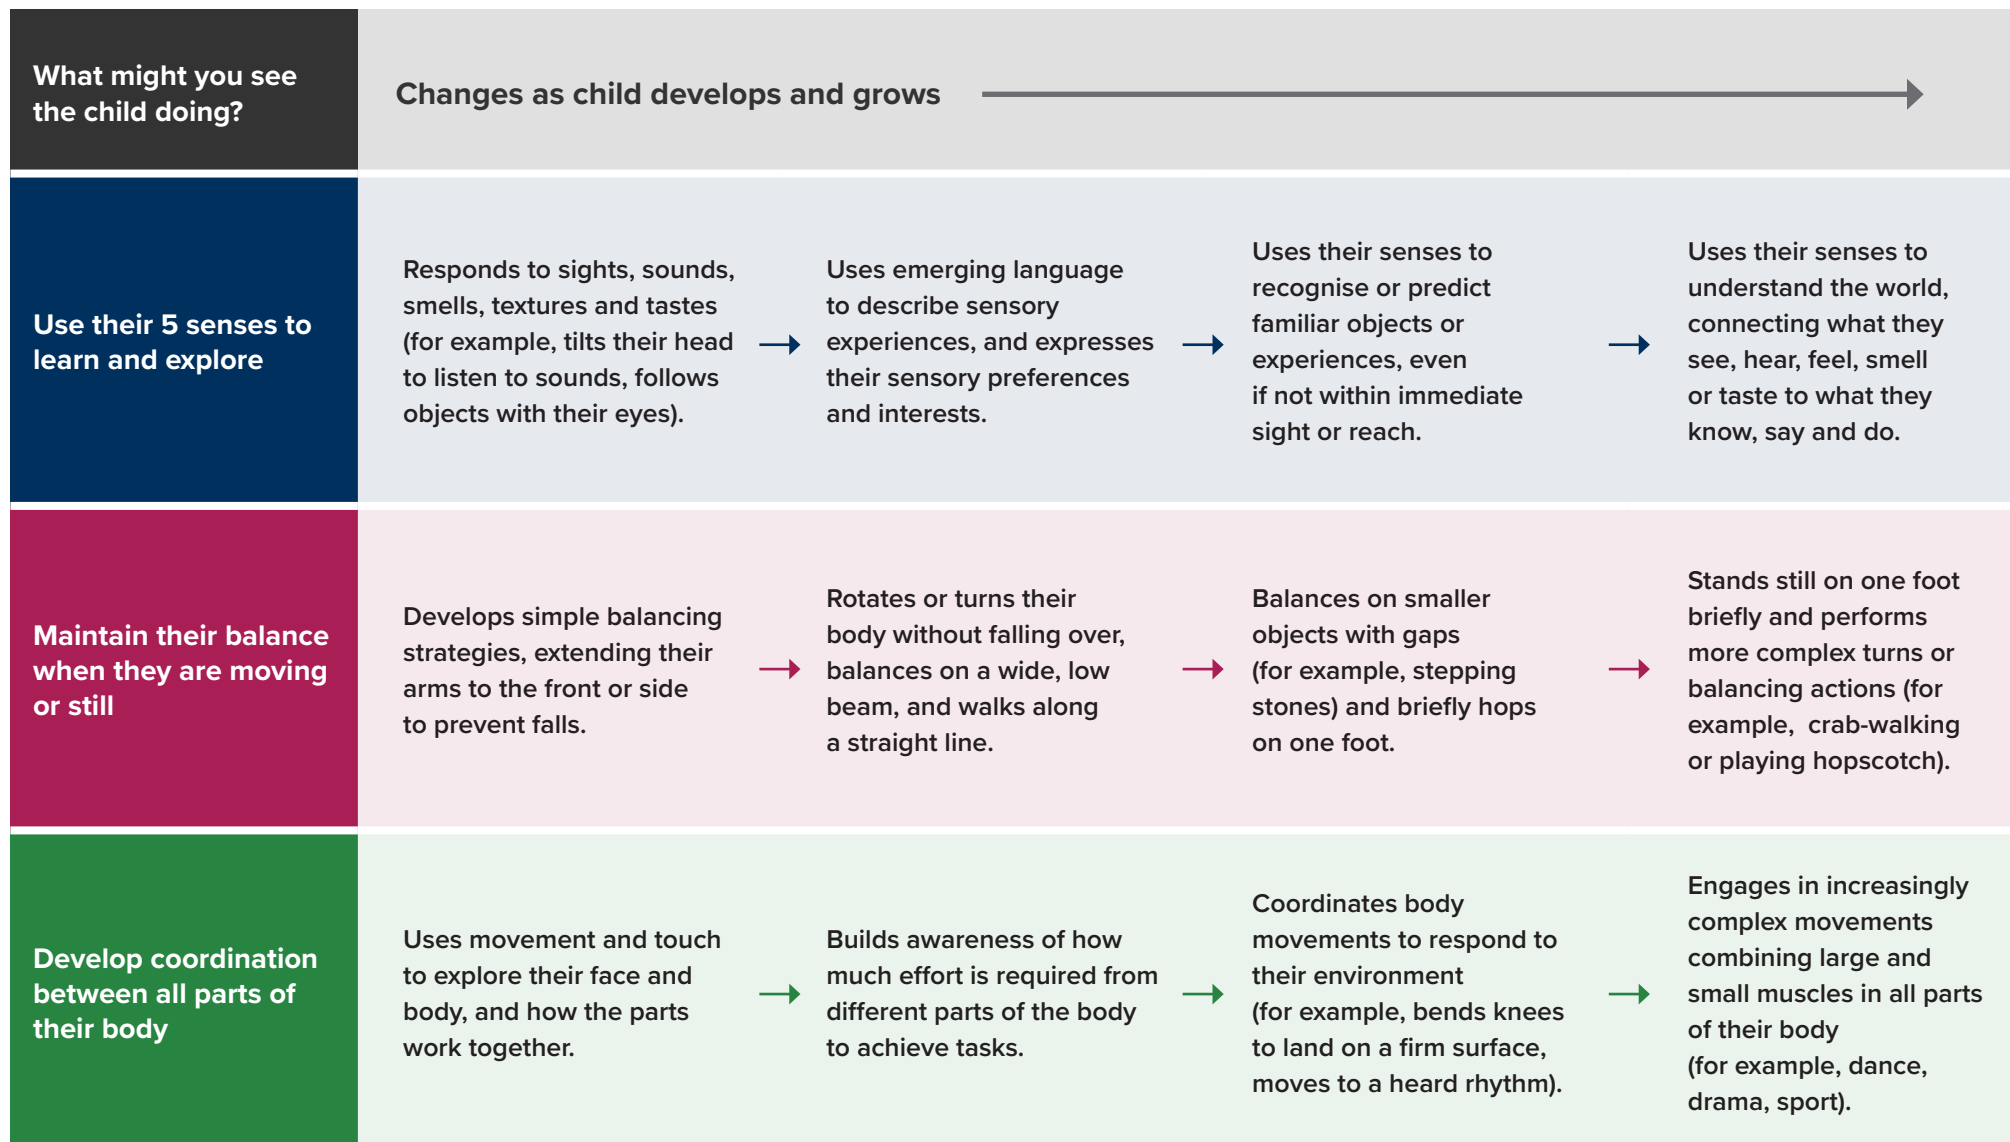 What might you see
the child doing?
Changes as child develops and grows
Use their 5 senses to
learn and explore
Responds to sights, sounds,
smells, textures and tastes
(for example, tilts their head
to listen to sounds, follows
objects with their eyes).
Uses emerging language
to describe sensory
experiences, and expresses
their sensory preferences
and interests.
Uses their senses to
recognise or predict
familiar objects or
experiences, even
if not within immediate
sight or reach.
Uses their senses to
understand the world,
connecting what they
see, hear, feel, smell
or taste to what they
know, say and do.
Maintain their balance
when they are moving
or still
Develops simple balancing
strategies, extending their
arms to the front or side
to prevent falls.
Rotates or turns their
body without falling over,
balances on a wide, low
beam, and walks along
a straight line.
Balances on smaller
objects with gaps
(for example, stepping
stones) and briefly hops
on one foot.
Stands still on one foot
briefly and performs
more complex turns or
balancing actions (for
example, crab-walking
or playing hopscotch).
Develop coordination
between all parts of
their body
Uses movement and touch
to explore their face and
body, and how the parts
work together.
Builds awareness of how
much effort is required from
different parts of the body
to achieve tasks.
Coordinates body
movements to respond to
their environment
(for example, bends knees
to land on a firm surface,
moves to a heard rhythm).
Engages in increasingly
complex movements
combining large and
small muscles in all parts
of their body
(for example, dance,
drama, sport).